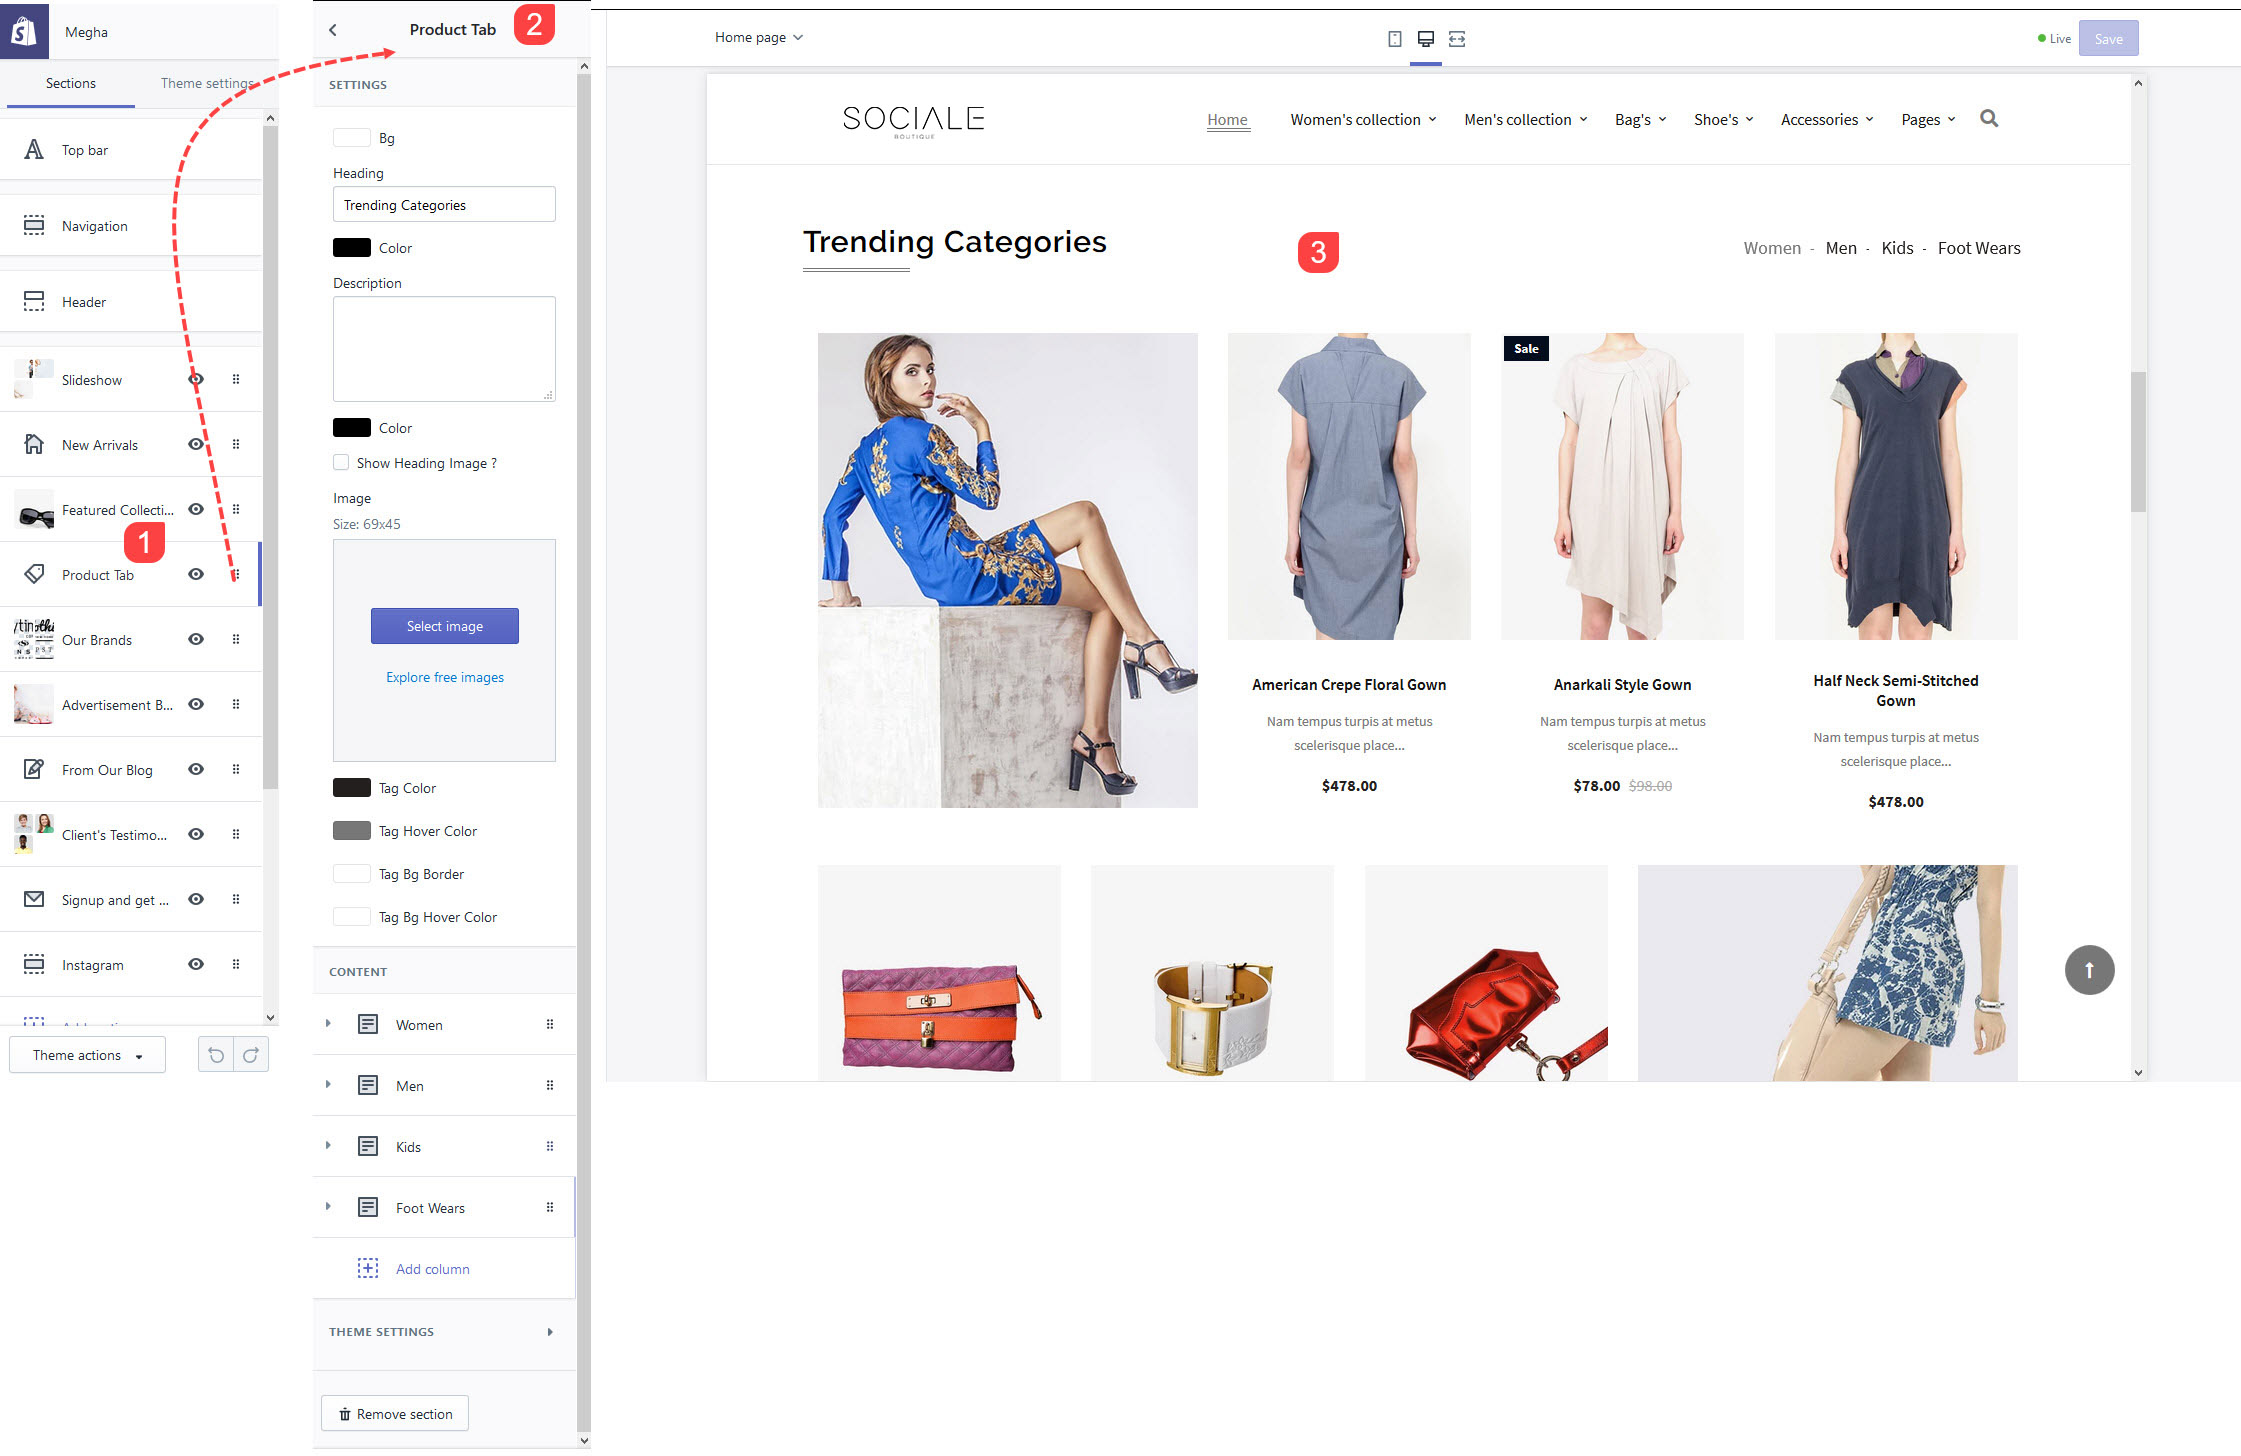 Megha
Sections
Theme settings
Top bar
Navigation
Header
Slideshow
New Arrivals
Featured Collecti...
1
Product Tab
Our Brands
Advertisement B...
From Our Blog
Client's Testimo...
Signup and get ...
Instagram
Theme actions
Product Tab
2
SETTINGS
Bg
Heading
Trending Categories
Color
Description
Color
Show Heading Image ?
Image
Size: 69x45
Select image
Explore free images
Tag Color
Tag Hover Color
Tag Bg Border
Tag Bg Hover Color
CONTENT
Women
Men
Kids
Foot Wears
Add column
THEME SETTINGS
Remove section
Home page
Live
Save
SOCIALE
BOUTIQUE
Home Women's collection Men's collection Bag's Shoe's Accessories Pages
Trending Categories
3
Women - Men - Kids - Foot Wears
Sale
American Crepe Floral Gown
Nam tempus turpis at metus
scelerisque place...
$478.00
Anarkali Style Gown
Nam tempus turpis at metus
scelerisque place...
$78.00 $98.00
Half Neck Semi-Stitched
Gown
Nam tempus turpis at metus
scelerisque place...
$478.00